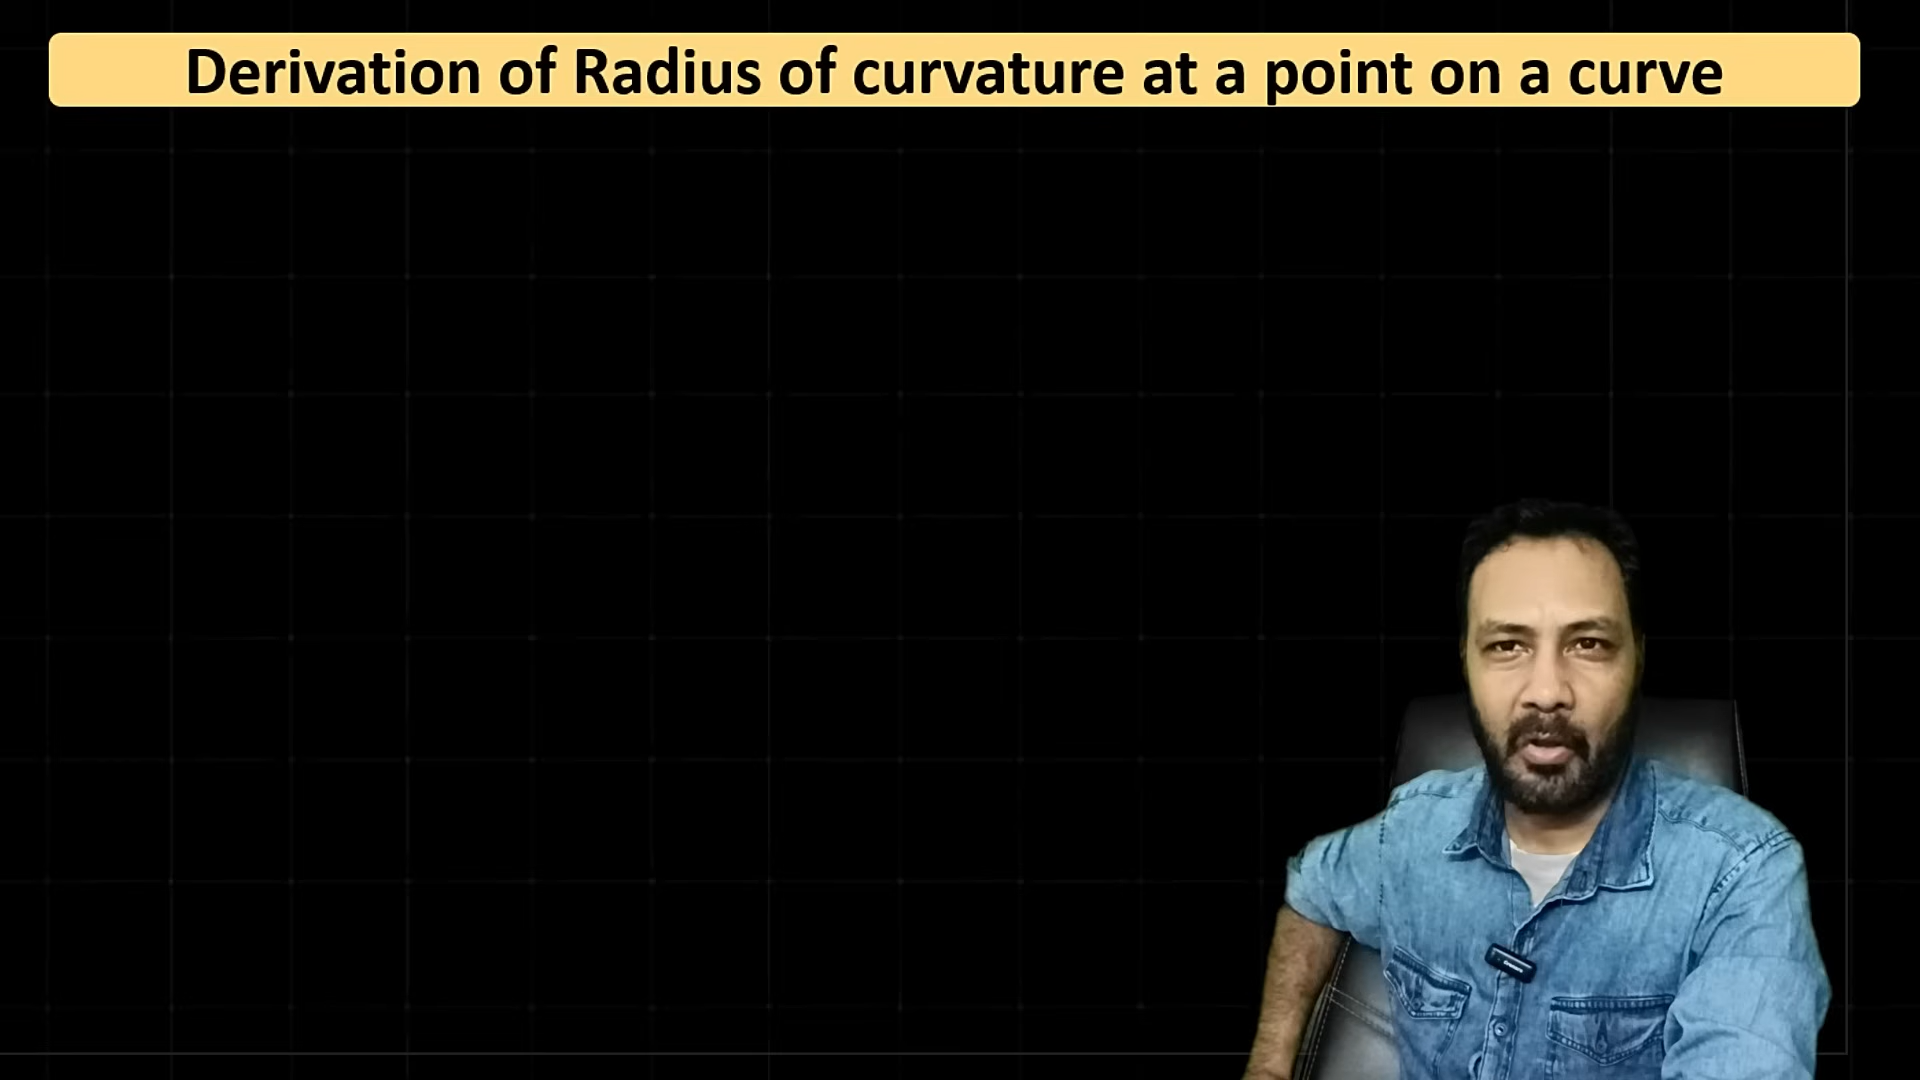 Derivation of Radius of curvature at a point on a curve